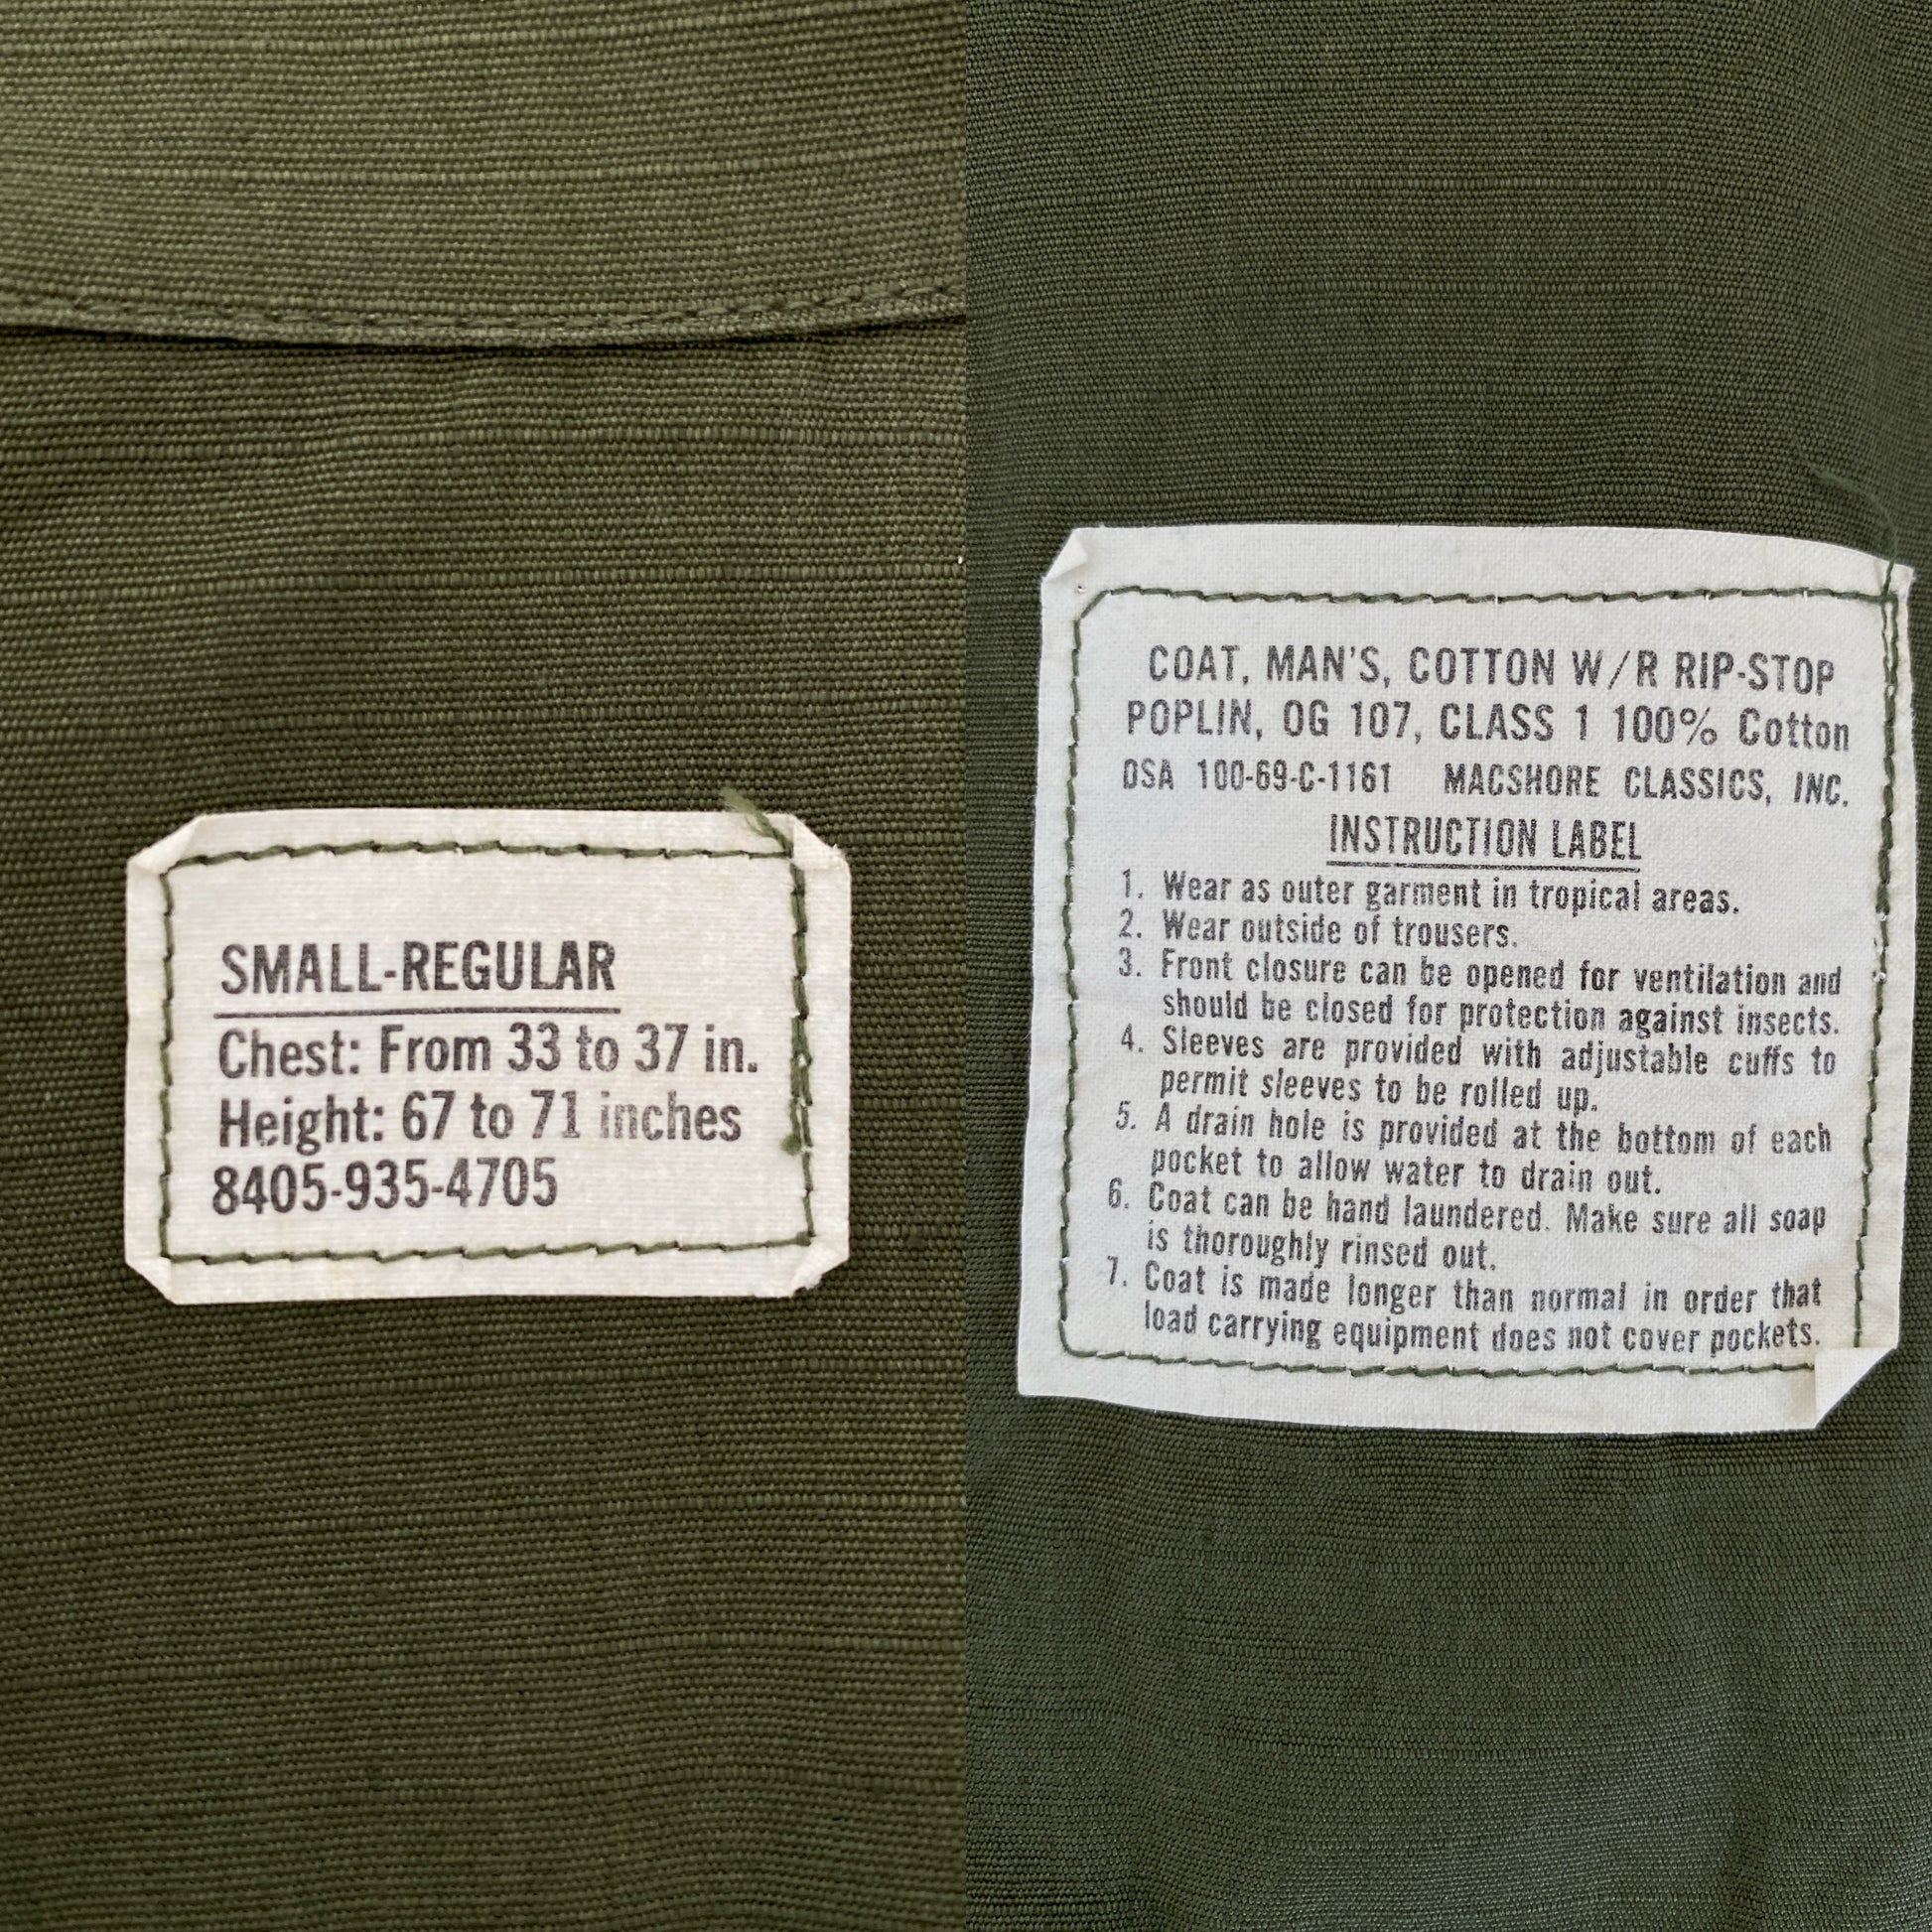 SMALL-REGULAR
Chest: From 33 to 37 in.
Height: 67 to 71 inches
8405-935-4705
COAT, MAN'S, COTTON W/R RIP-STOP
POPLIN, OG 107, CLASS 1 100% Cotton
DSA 100-69-C-1161 MACSHORE CLASSICS, INC.
INSTRUCTION LABEL
1. Wear as outer garment in tropical areas.
2. Wear outside of trousers.
3. Front closure can be opened for ventilation and
should be closed for protection against insects.
4. Sleeves are provided with adjustable cuffs to
permit sleeves to be rolled up.
5. A drain hole is provided at the bottom of each
pocket to allow water to drain out.
6. Coat can be hand laundered. Make sure all soap
is thoroughly rinsed out.
7. Coat is made longer than normal in order that
load carrying equipment does not cover pockets.